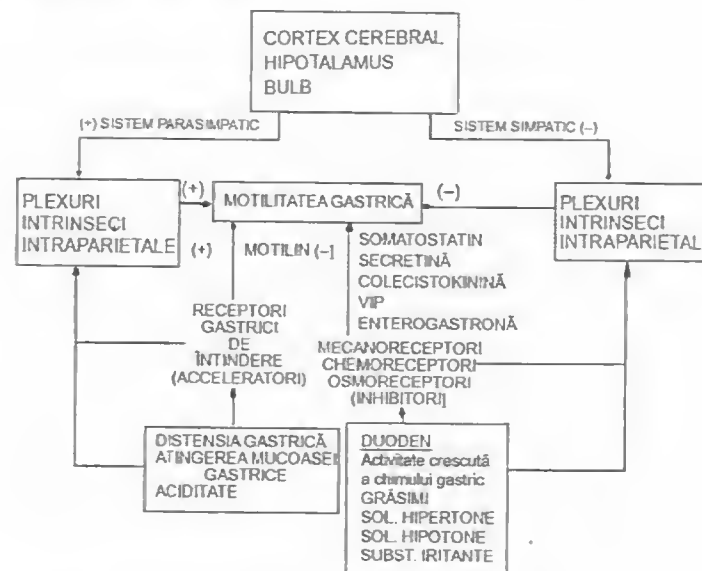 CORTEX CEREBRAL
HIPOTALAMUS
BULB
(+) SISTEM PARASIMPATIC
SISTEM SIMPATIC (–)
PLEXURI
INTRINSECI
INTRAPARIETALE
(+)
MOTILITATEA GASTRICĂ
(–)
PLEXURI
INTRINSECI
INTRAPARIETAL
(+)
MOTILIN (–]
SOMATOSTATIN
SECRETINĂ
COLECISTOKININĂ
VIP
ENTEROGASTRONĂ
RECEPTORI
GASTRICI
DE
ÎNTINDERE
(ACCELERATORI)
MECANORECEPTORI
CHEMORECEPTORI
OSMORECEPTORI
(INHIBITORI]
DISTENSIA GASTRICĂ
ATINGEREA MUCOASEI
GASTRICE
ACIDITATE
DUODEN
Activitate crescută
a chimului gastric
GRĂSIMI
SOL. HIPERTONE
SOL. HIPOTONE
SUBST. IRITANTE